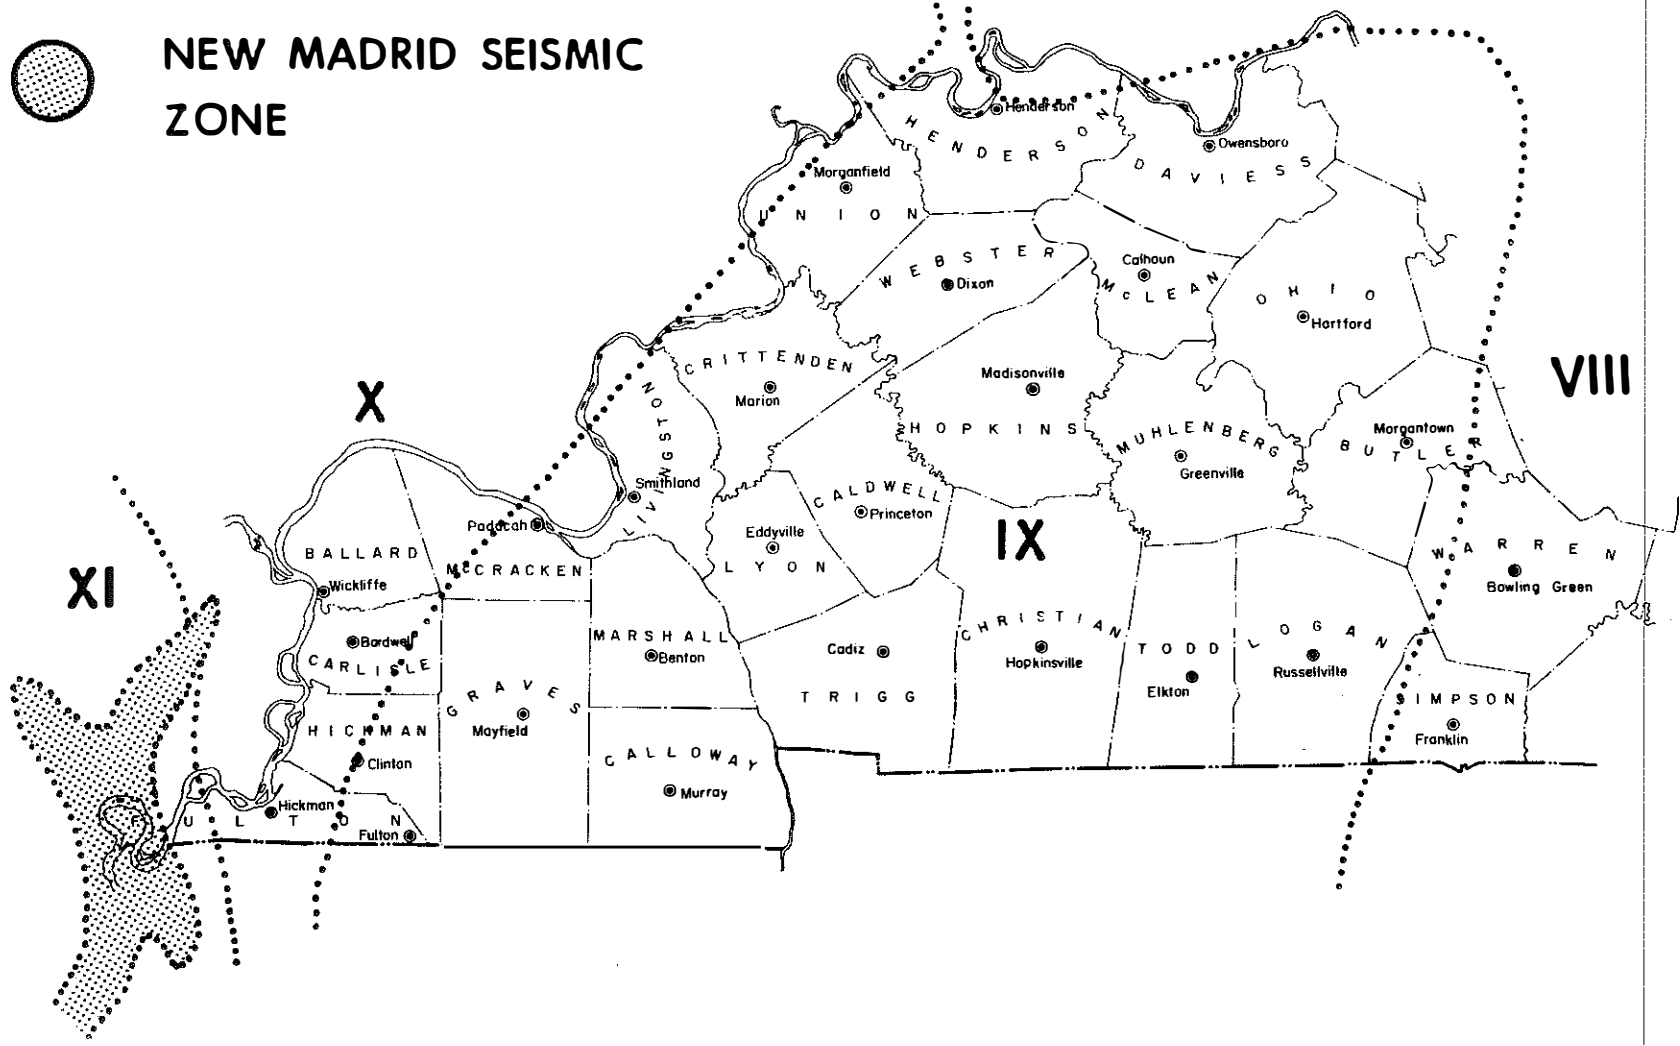 NEW MADRID SEISMIC
ZONE
Henderson
HENDERSON
Owensboro
DAVIESS
Morganfield
UNION
WEBSTER
Dixon
Calhoun
McLEAN
OHIO
Hartford
CRITTENDEN
Marion
Madisonville
HOPKINS
VIII
X
LIVINGSTON
Smithland
MUHLENBERG
Greenville
Morgantown
BUTLER
CALDWELL
Princeton
Paducah
Eddyville
LYON
IX
WARREN
Bowling Green
BALLARD
McCRACKEN
Wickliffe
XI
Bardwell
CARLISLE
MARSHALL
Benton
Cadiz
TRIGG
CHRISTIAN
Hopkinsville
TODD
Elkton
LOGAN
Russellville
SIMPSON
Franklin
GRAVES
Mayfield
HICKMAN
Clinton
CALLOWAY
Murray
Hickman
FULTON
Fulton